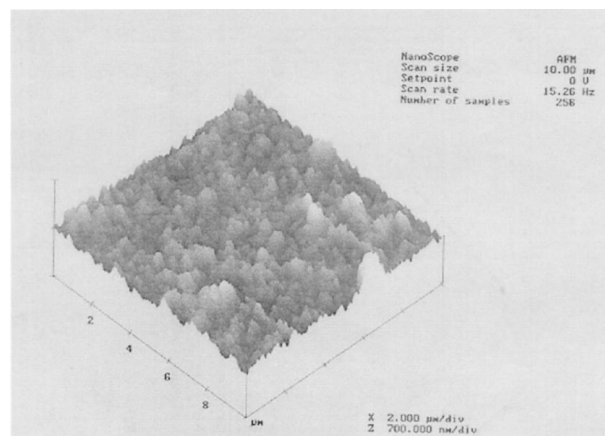 NanoScope AFM
Scan size 10.00 µm
Setpoint 0 V
Scan rate 15.26 Hz
Number of samples 256
2
4
6
8
µM
X 2.000 µm/div
Z 700.000 nm/div